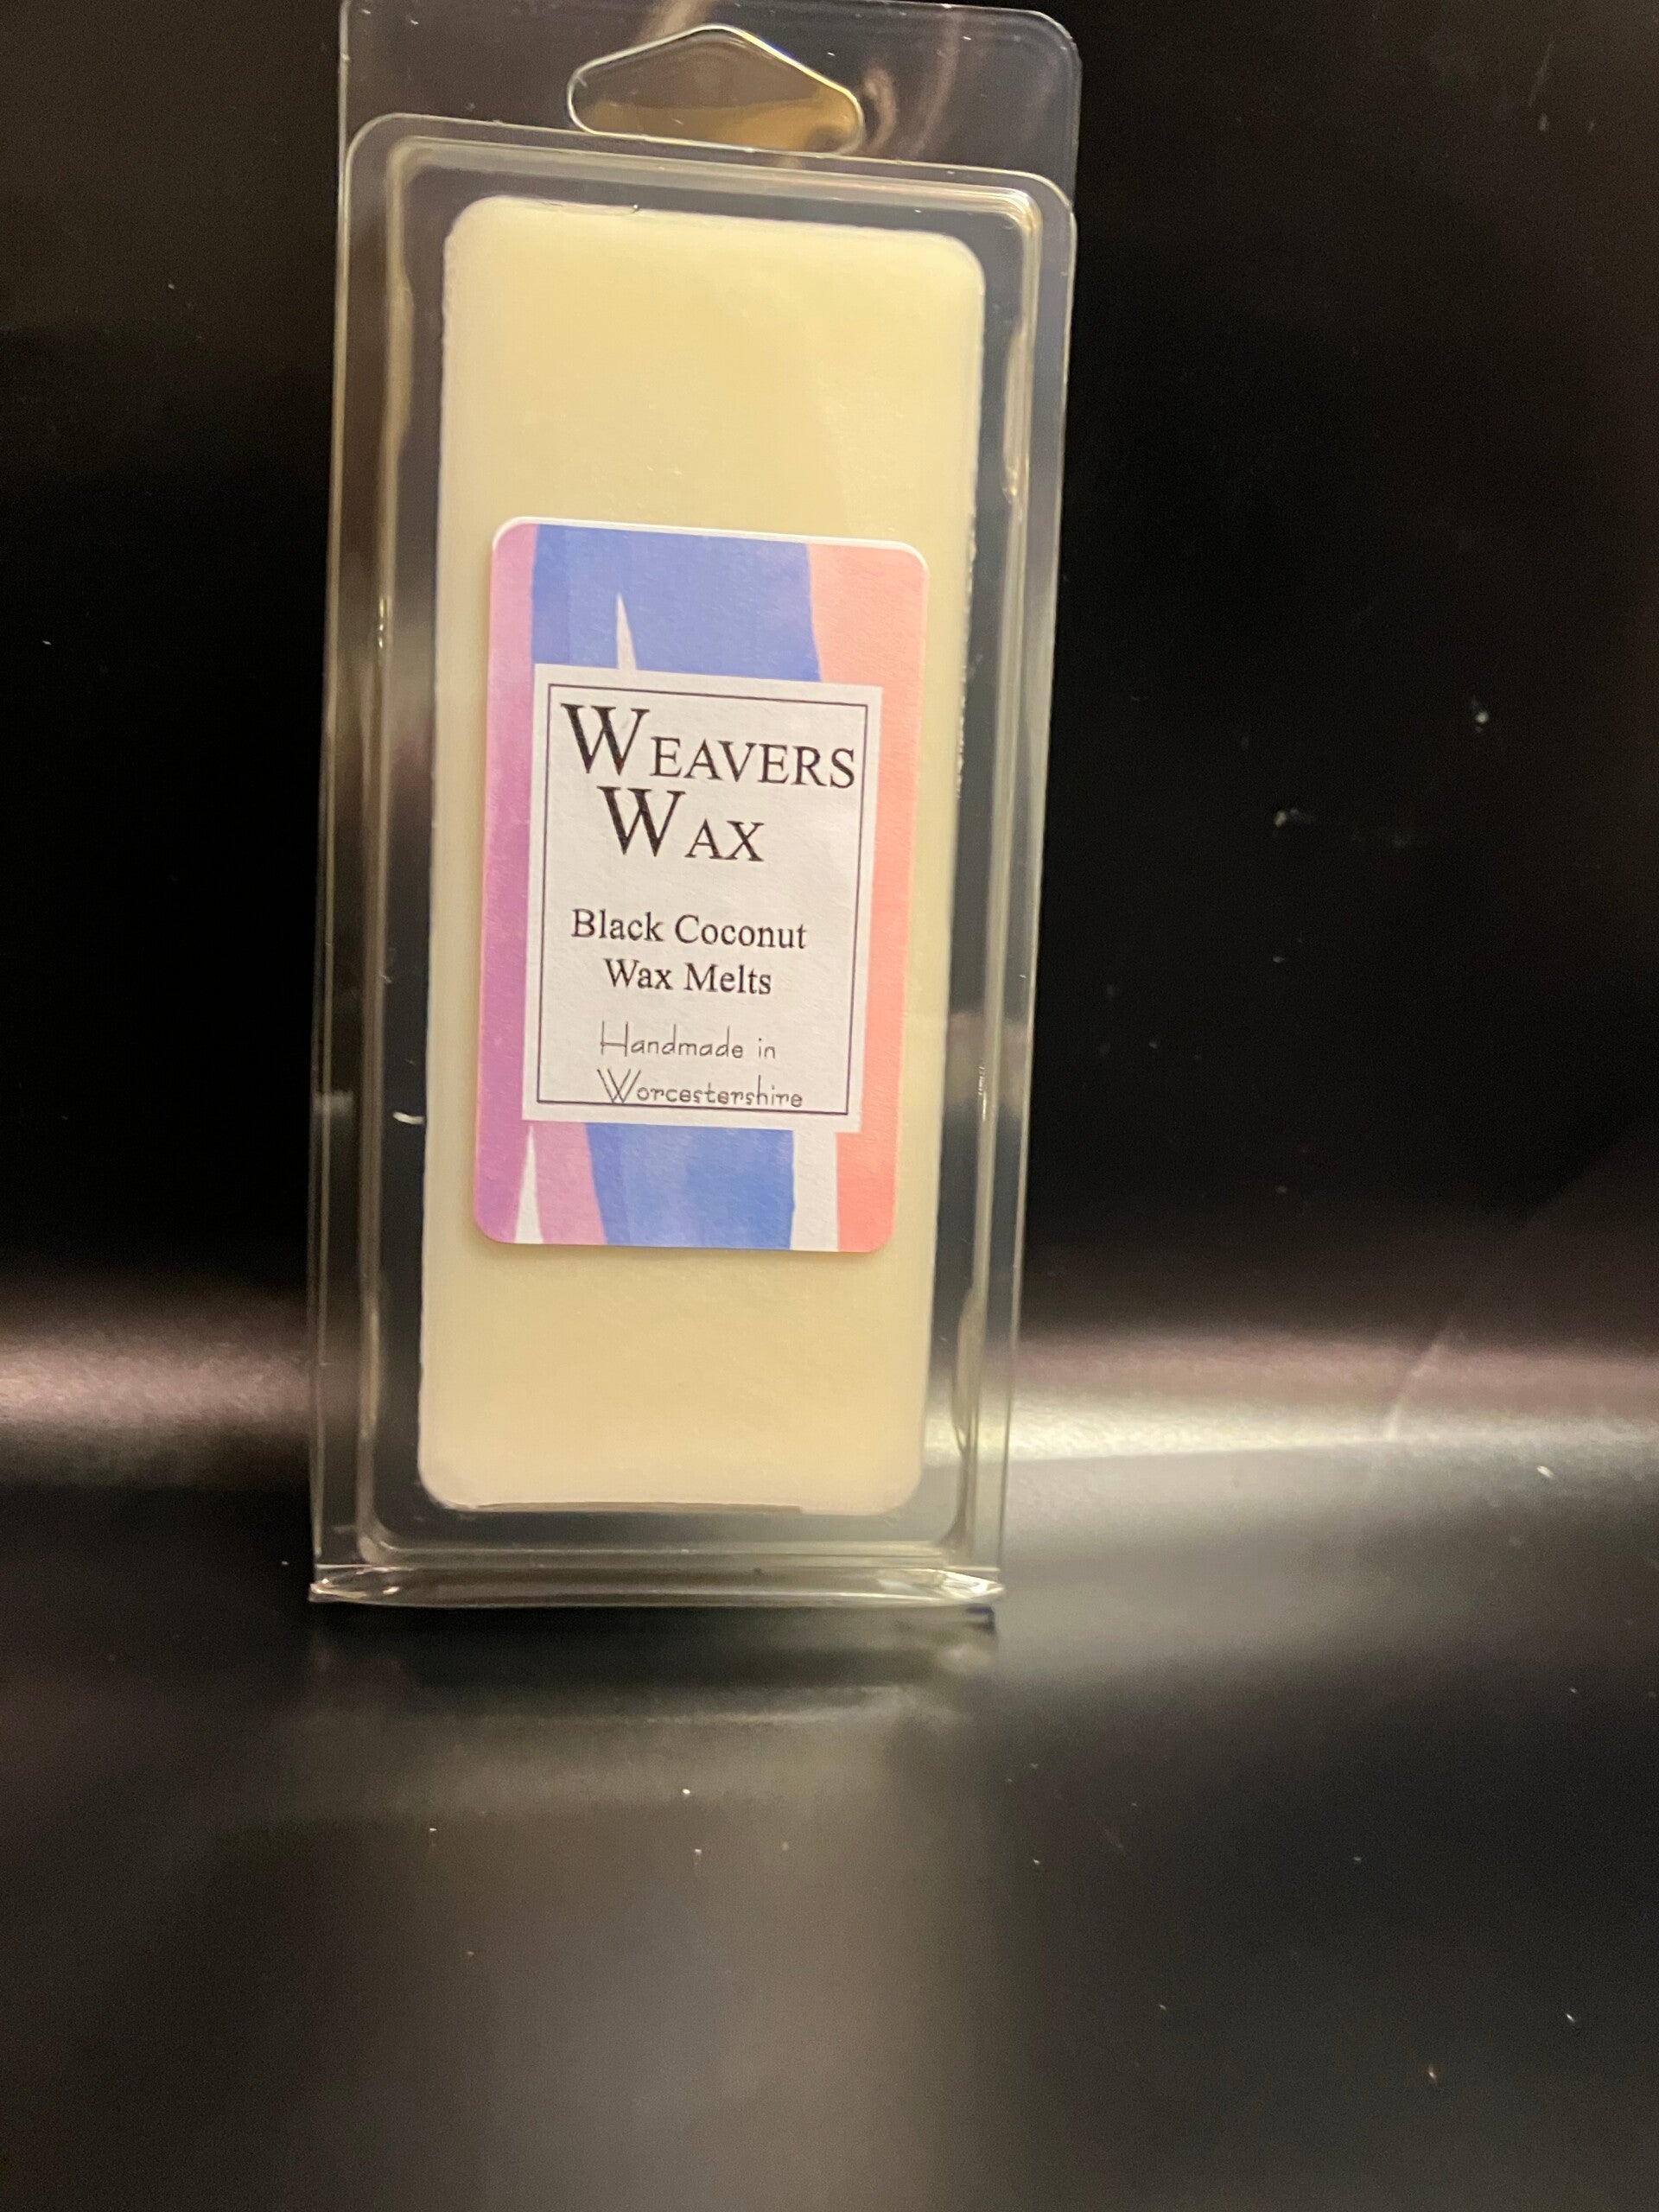 WEAVERS
WAX
Black Coconut
Wax Melts
Handmade in
Worcestershire